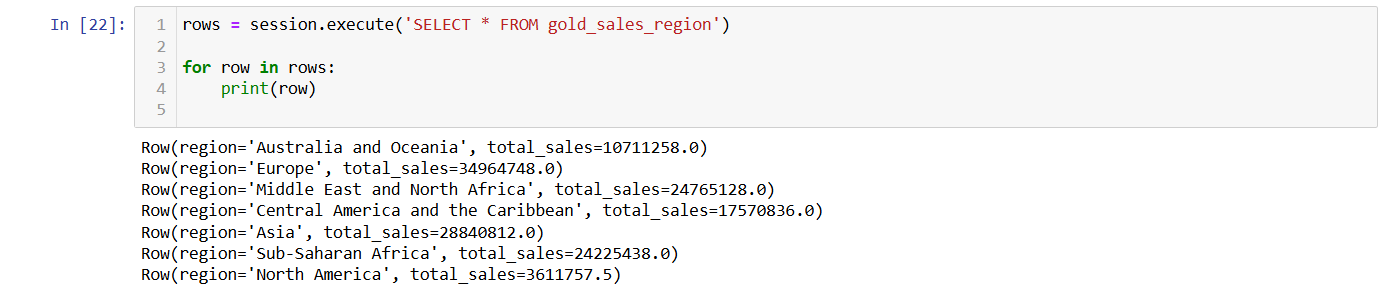 In [22]:
1 rows = session.execute('SELECT * FROM gold_sales_region')
2
3 for row in rows:
4     print(row)
5
Row(region='Australia and Oceania', total_sales=10711258.0)
Row(region='Europe', total_sales=34964748.0)
Row(region='Middle East and North Africa', total_sales=24765128.0)
Row(region='Central America and the Caribbean', total_sales=17570836.0)
Row(region='Asia', total_sales=28840812.0)
Row(region='Sub-Saharan Africa', total_sales=24225438.0)
Row(region='North America', total_sales=3611757.5)